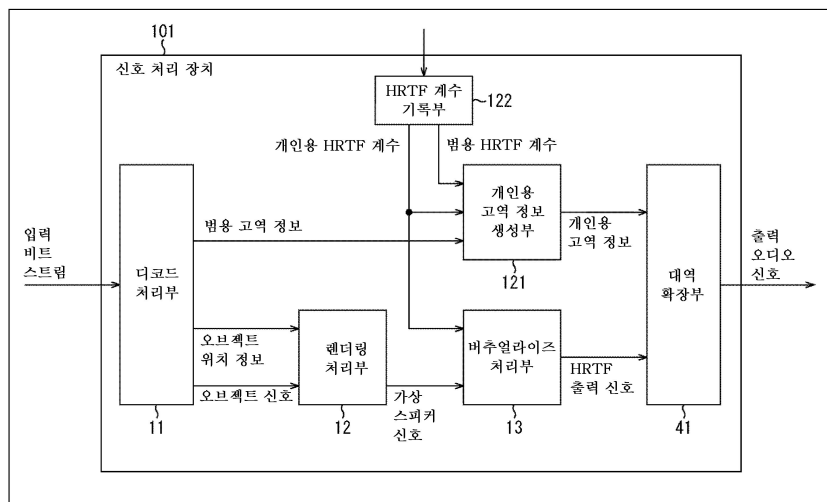 101
신호 처리 장치
HRTF 계수
기록부
122
개인용 HRTF 계수
범용 HRTF 계수
입력
비트
스트림
디코드
처리부
11
범용 고역 정보
개인용
고역 정보
생성부
121
개인용
고역 정보
대역
확장부
41
출력
오디오
신호
오브젝트
위치 정보
오브젝트 신호
렌더링
처리부
12
가상
스피커
신호
버추얼라이즈
처리부
13
HRTF
출력 신호